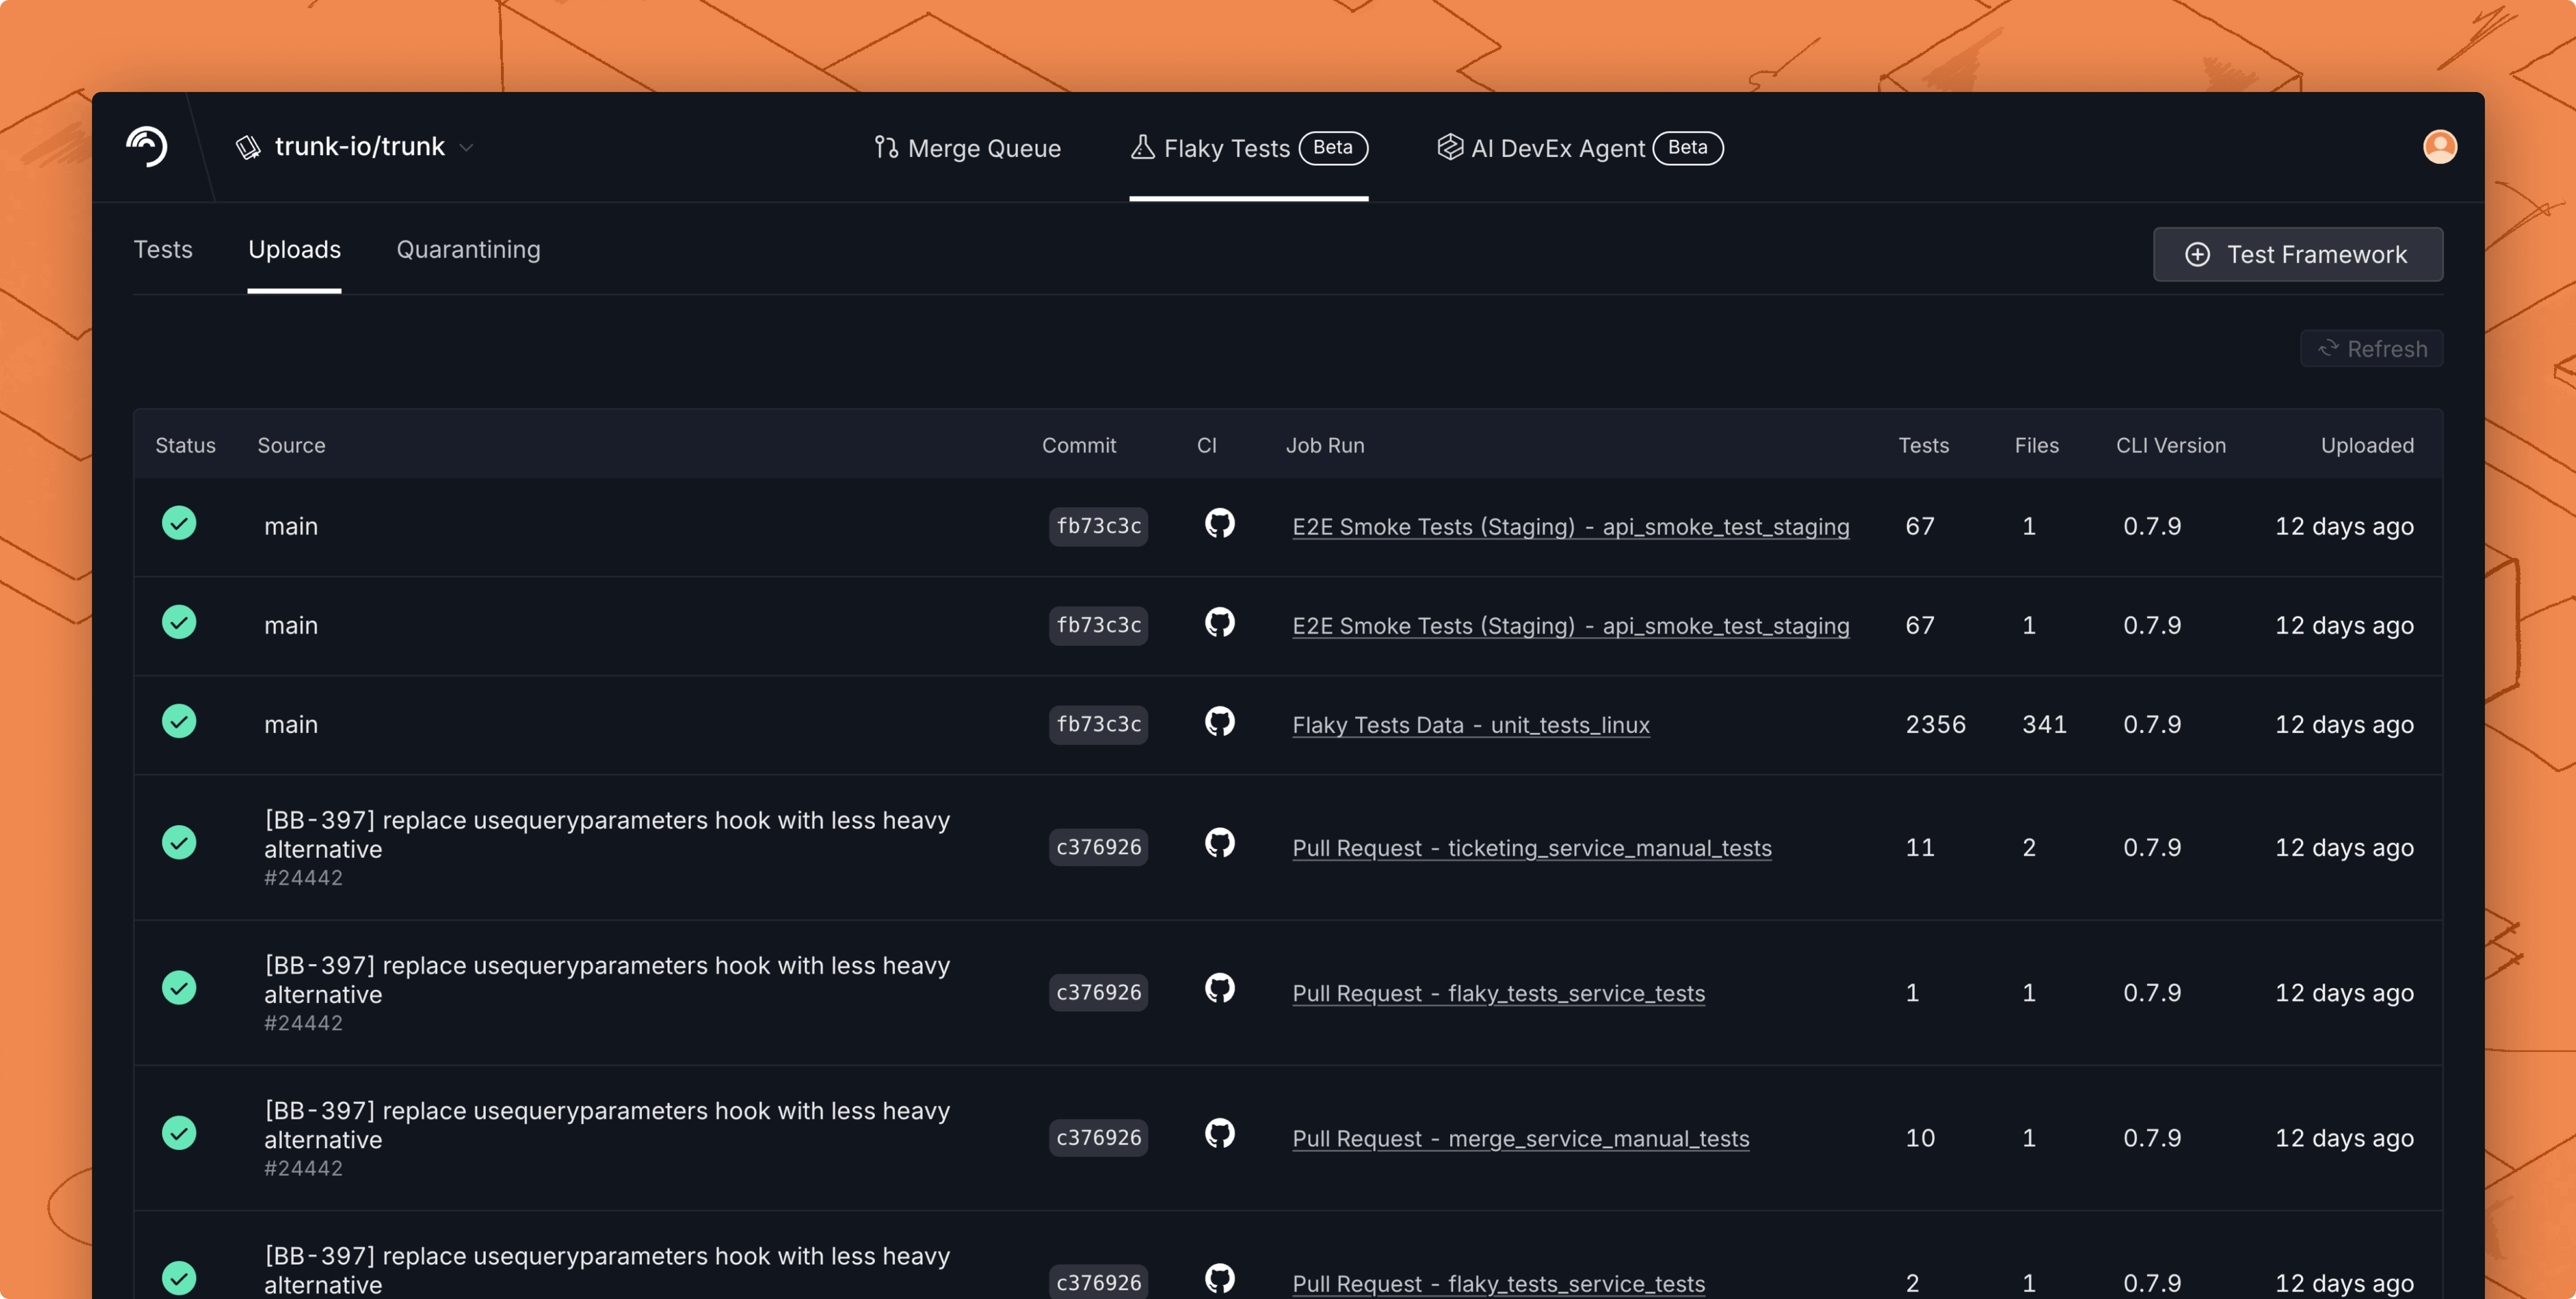 trunk-io/trunk
Merge Queue
Flaky Tests Beta
AI DevEx Agent Beta
Tests
Uploads
Quarantining
Test Framework
Refresh
Status Source Commit CI Job Run Tests Files CLI Version Uploaded
main fb73c3c E2E Smoke Tests (Staging) - api_smoke_test_staging 67 1 0.7.9 12 days ago
main fb73c3c E2E Smoke Tests (Staging) - api_smoke_test_staging 67 1 0.7.9 12 days ago
main fb73c3c Flaky Tests Data - unit_tests_linux 2356 341 0.7.9 12 days ago
[BB-397] replace usequeryparameters hook with less heavy
alternative
#24442
c376926 Pull Request - ticketing_service_manual_tests 11 2 0.7.9 12 days ago
[BB-397] replace usequeryparameters hook with less heavy
alternative
#24442
c376926 Pull Request - flaky_tests_service_tests 1 1 0.7.9 12 days ago
[BB-397] replace usequeryparameters hook with less heavy
alternative
#24442
c376926 Pull Request - merge_service_manual_tests 10 1 0.7.9 12 days ago
[BB-397] replace usequeryparameters hook with less heavy
alternative
c376926 Pull Request - flaky_tests_service_tests 2 1 0.7.9 12 days ago